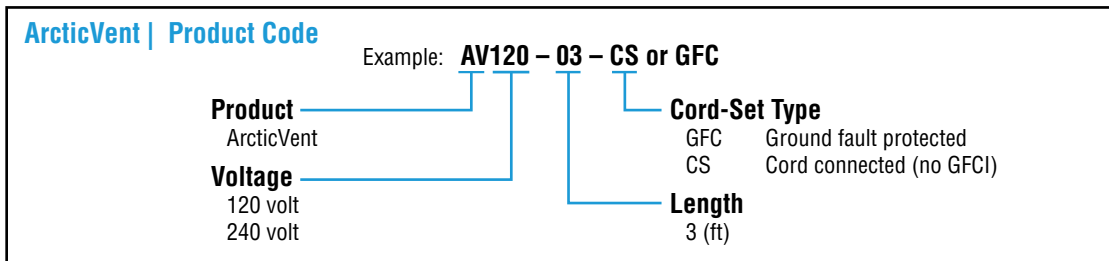 ArcticVent | Product Code
Example: AV120 – 03 – CS or GFC
Product
ArcticVent
Voltage
120 volt
240 volt
Cord-Set Type
GFC Ground fault protected
CS Cord connected (no GFCI)
Length
3 (ft)